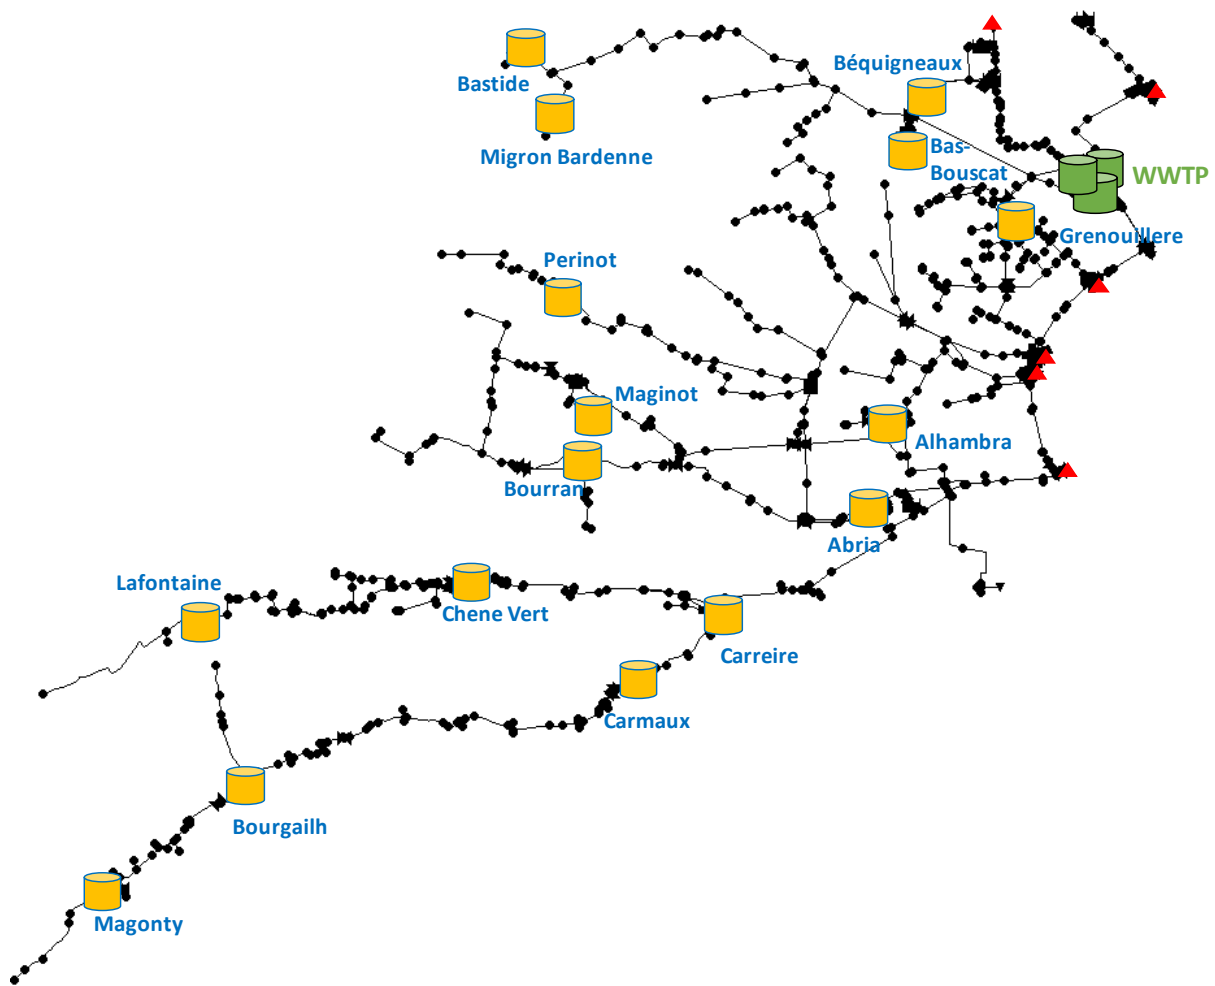 Béquigneaux
Bastide
Migron Bardenne
Bas-
Bouscat
WWTP
Grenouillere
Perinot
Maginot
Alhambra
Bourran
Abria
Lafontaine
Chene Vert
Carreire
Carmaux
Bourgailh
Magonty